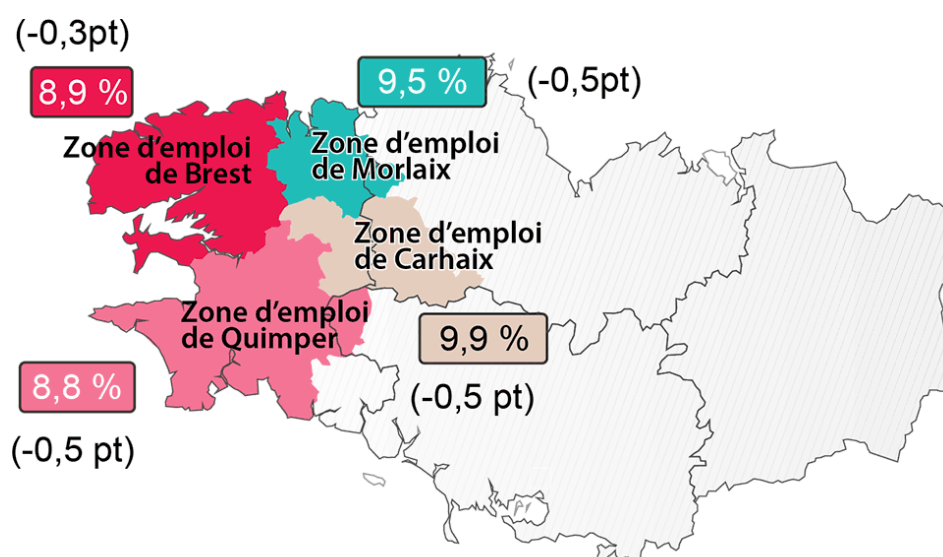 (-0,3pt)
8,9 %
9,5 %
(-0,5pt)
Zone d'emploi
de Brest
Zone d'emploi
de Morlaix
Zone d'emploi
de Carhaix
Zone d'emploi
de Quimper
9,9 %
(-0,5 pt)
8,8 %
(-0,5 pt)